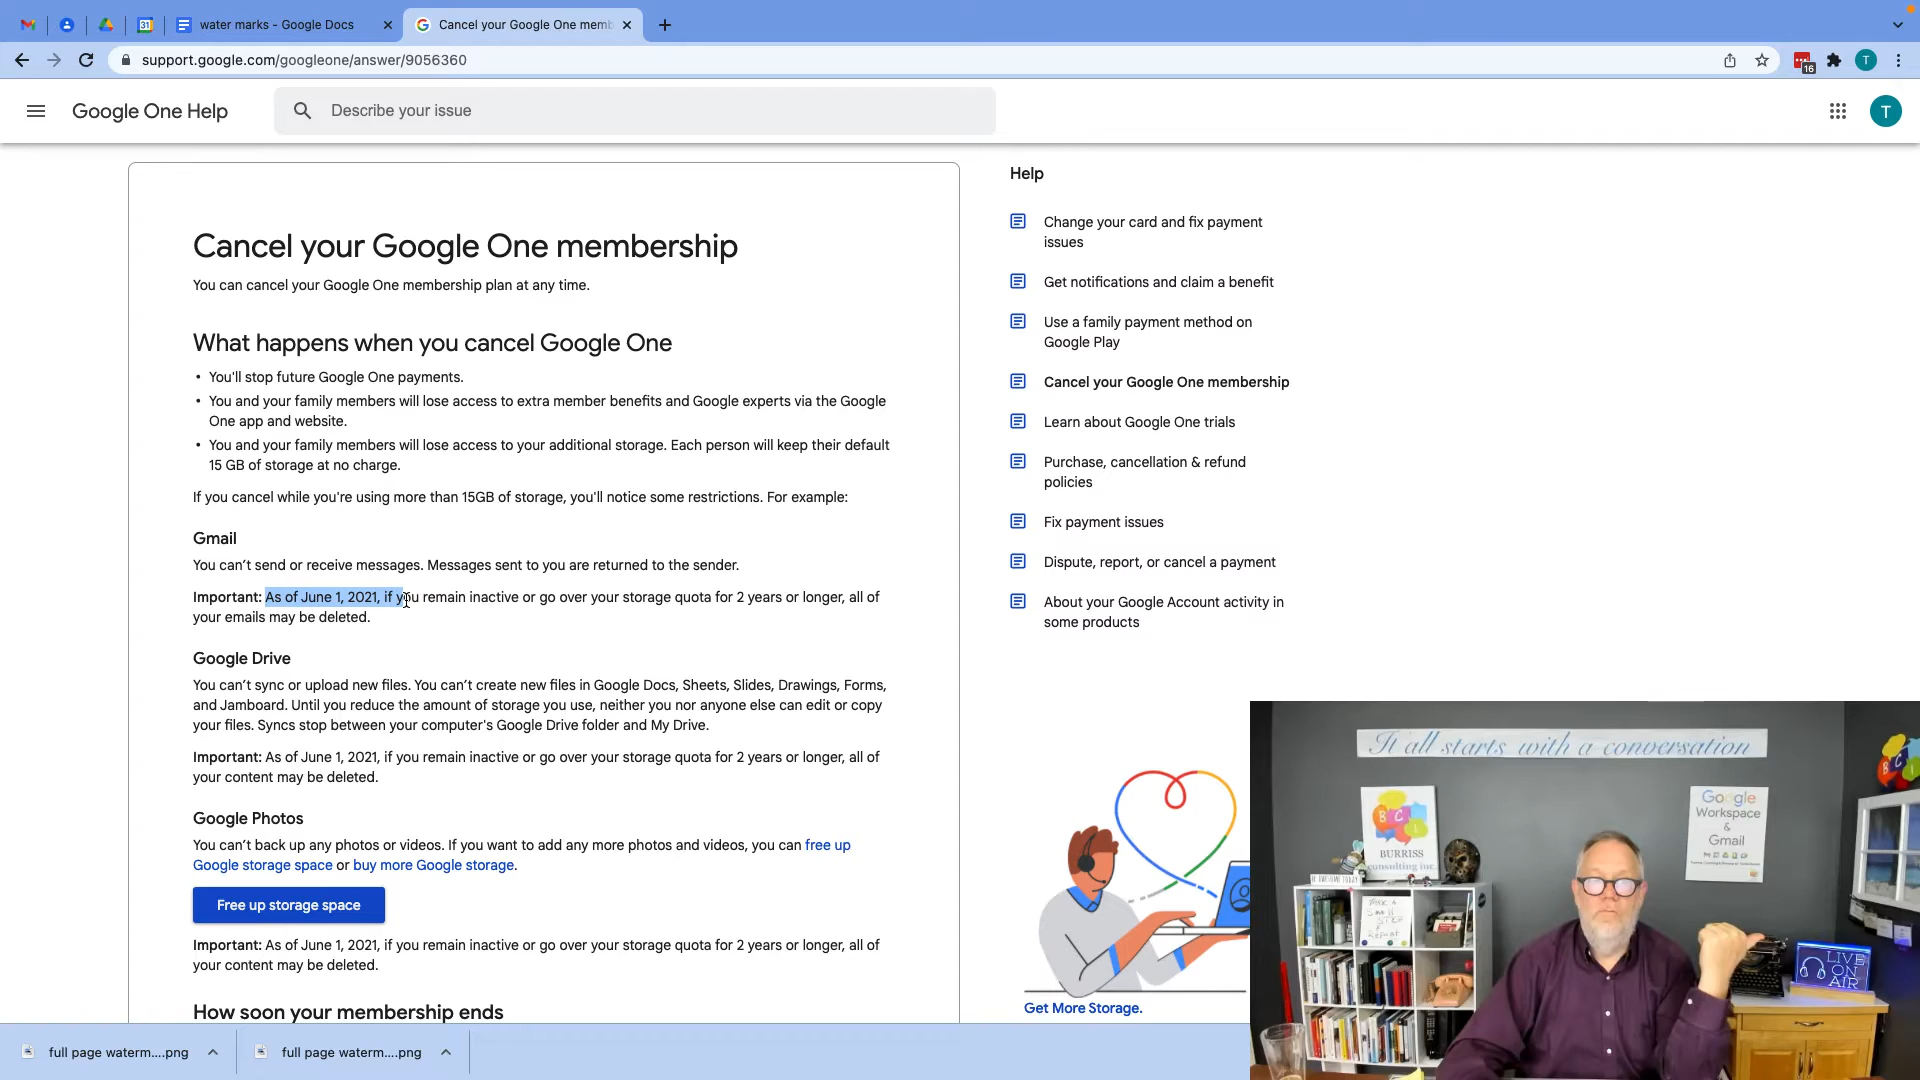 31
water marks - Google Docs
Cancel your Google One memb
support.google.com/googleone/answer/9056360
16
T
Google One Help
Describe your issue
T
Cancel your Google One membership
You can cancel your Google One membership plan at any time.
What happens when you cancel Google One
• You'll stop future Google One payments.
• You and your family members will lose access to extra member benefits and Google experts via the Google
One app and website.
• You and your family members will lose access to your additional storage. Each person will keep their default
15 GB of storage at no charge.
If you cancel while you're using more than 15GB of storage, you'll notice some restrictions. For example:
Gmail
You can't send or receive messages. Messages sent to you are returned to the sender.
Important: As of June 1, 2021, if you remain inactive or go over your storage quota for 2 years or longer, all of
your emails may be deleted.
Google Drive
You can't sync or upload new files. You can't create new files in Google Docs, Sheets, Slides, Drawings, Forms,
and Jamboard. Until you reduce the amount of storage you use, neither you nor anyone else can edit or copy
your files. Syncs stop between your computer's Google Drive folder and My Drive.
Important: As of June 1, 2021, if you remain inactive or go over your storage quota for 2 years or longer, all of
your content may be deleted.
Google Photos
You can't back up any photos or videos. If you want to add any more photos and videos, you can free up
Google storage space or buy more Google storage.
Free up storage space
Important: As of June 1, 2021, if you remain inactive or go over your storage quota for 2 years or longer, all of
your content may be deleted.
How soon your membership ends
Help
Change your card and fix payment
issues
Get notifications and claim a benefit
Use a family payment method on
Google Play
Cancel your Google One membership
Learn about Google One trials
Purchase, cancellation & refund
policies
Fix payment issues
Dispute, report, or cancel a payment
About your Google Account activity in
some products
Get More Storage.
It all starts with a conversation
BCI
BURRISS
consulting inc.
Google
Workspace
&
Gmail
LIVE
ON
AIR
full page waterm....png
full page waterm....png